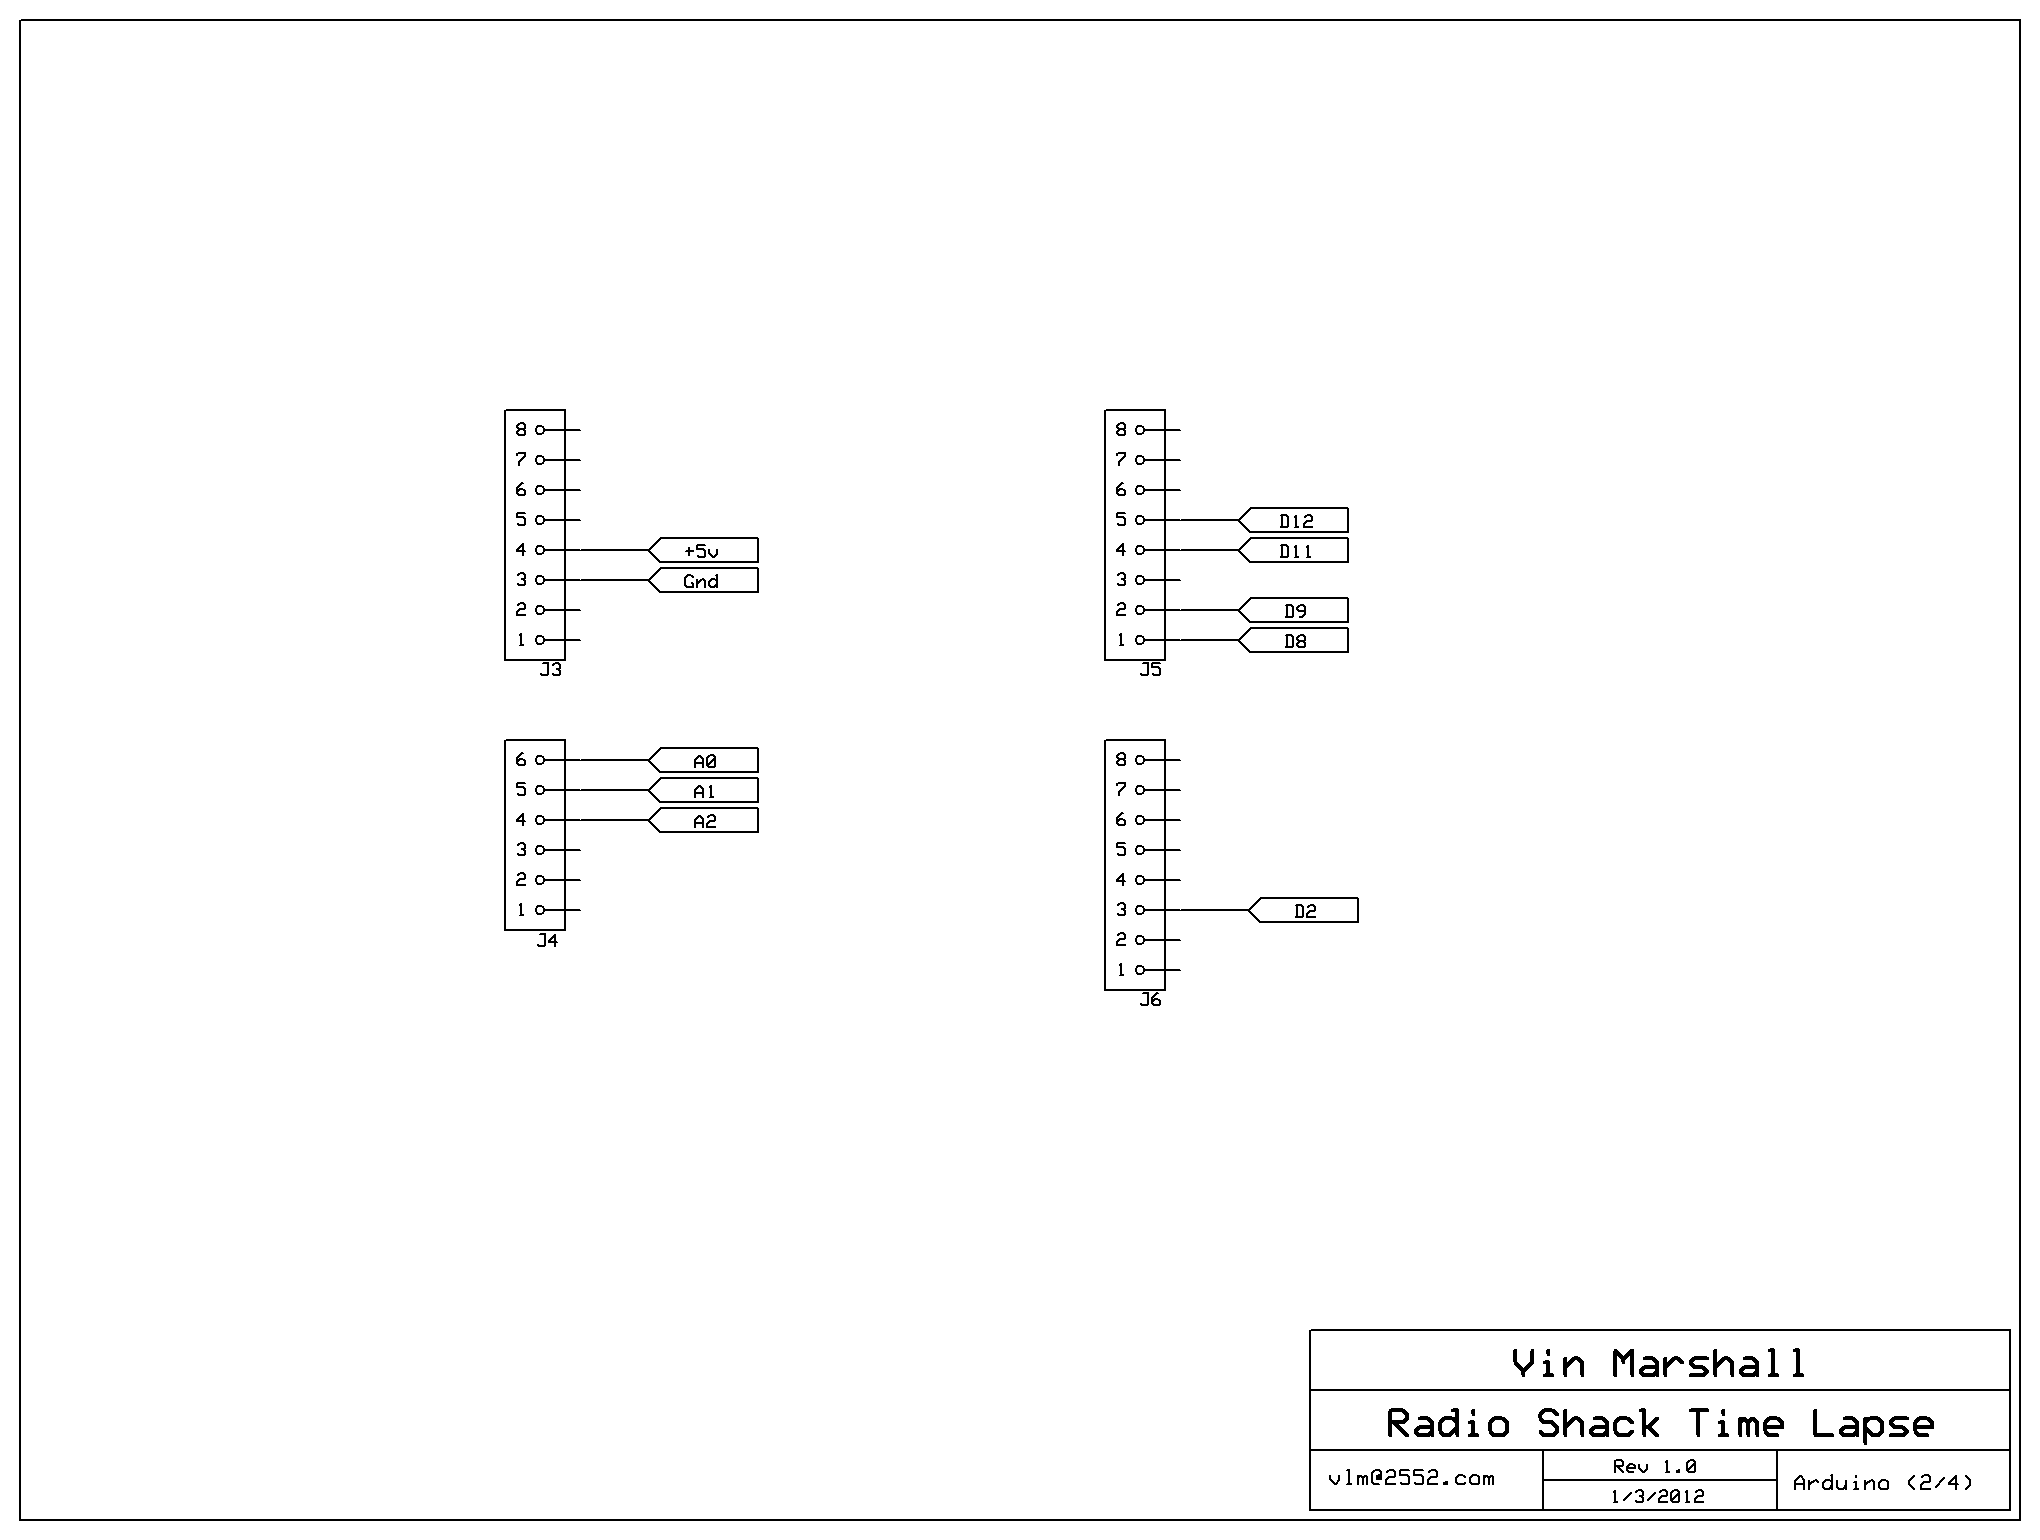 8
7
6
5
4 +5v
3 Gnd
2
1
J3
8
7
6
5 D12
4 D11
3
2 D9
1 D8
J5
6 A0
5 A1
4 A2
3
2
1
J4
8
7
6
5
4
3 D2
2
1
J6
Vin Marshall
Radio Shack Time Lapse
vlm@2552.com
Rev 1.0
1/3/2012
Arduino (2/4)